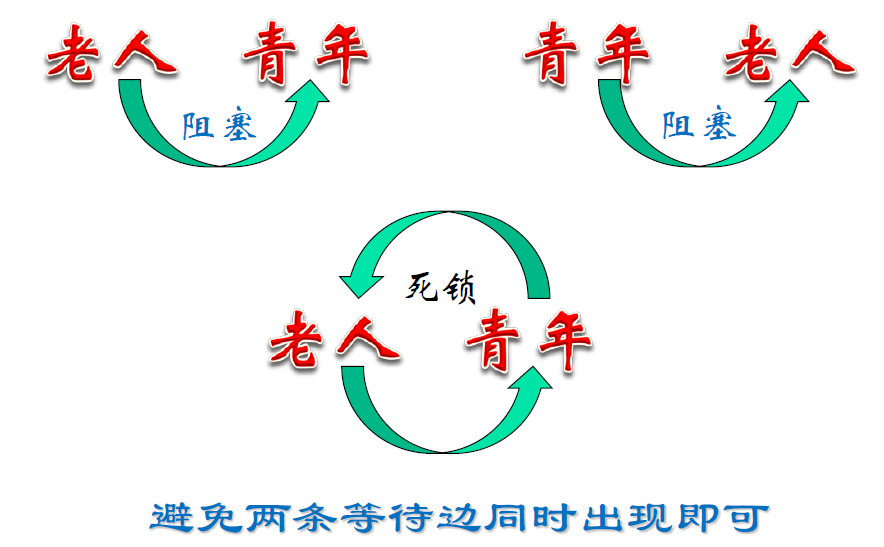 老人 青年 青年 老人
阻塞 阻塞
死锁
老人 青年
避免两条等待边同时出现即可